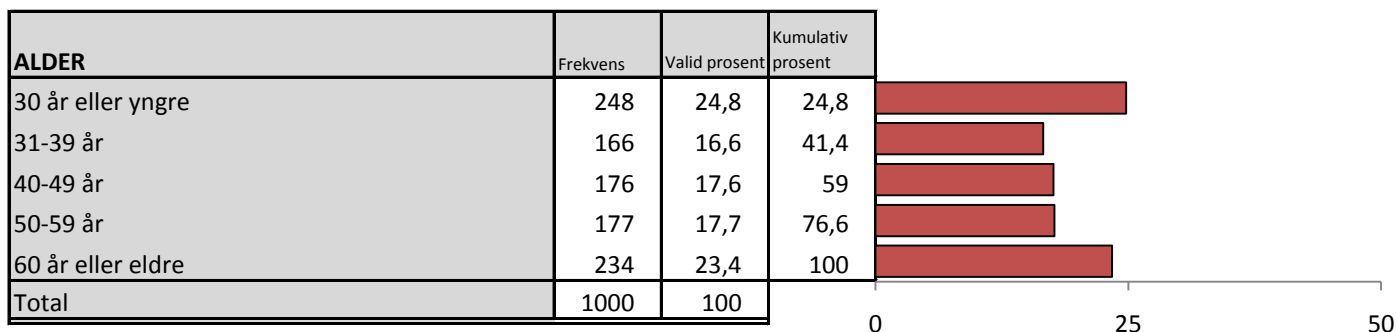 ALDER Frekvens Valid prosent Kumulativ prosent
30 år eller yngre 248 24,8 24,8
31-39 år 166 16,6 41,4
40-49 år 176 17,6 59
50-59 år 177 17,7 76,6
60 år eller eldre 234 23,4 100
Total 1000 100
0 25 50